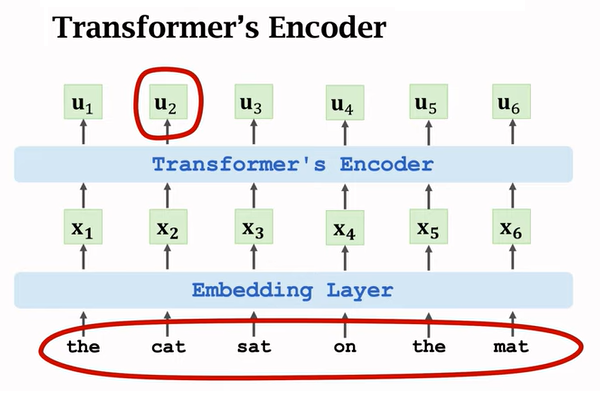 Transformer's Encoder
u₁ u₂ u₃ u₄ u₅ u₆
Transformer's Encoder
x₁ x₂ x₃ x₄ x₅ x₆
Embedding Layer
the cat sat on the mat